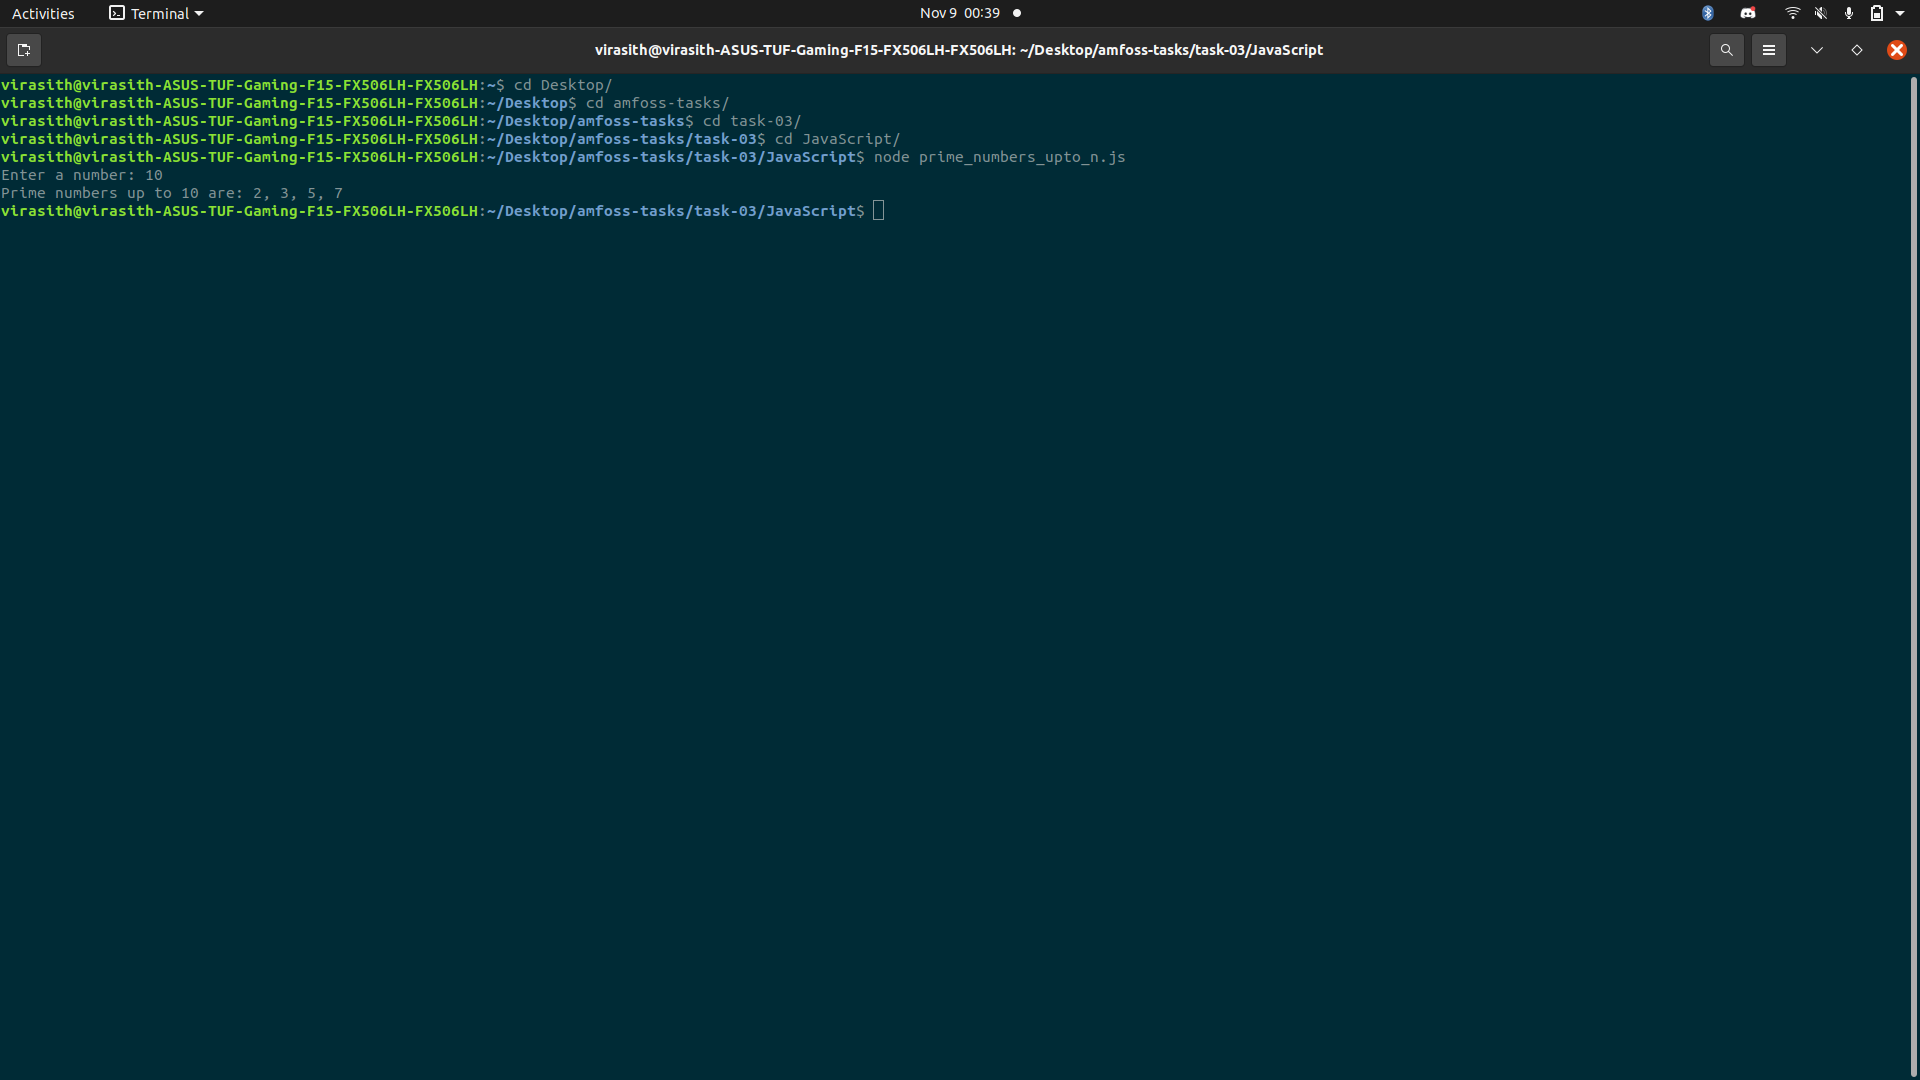 Activities Terminal Nov 9 00:39
virasith@virasith-ASUS-TUF-Gaming-F15-FX506LH-FX506LH: ~/Desktop/amfoss-tasks/task-03/JavaScript
virasith@virasith-ASUS-TUF-Gaming-F15-FX506LH-FX506LH:~$ cd Desktop/
virasith@virasith-ASUS-TUF-Gaming-F15-FX506LH-FX506LH:~/Desktop$ cd amfoss-tasks/
virasith@virasith-ASUS-TUF-Gaming-F15-FX506LH-FX506LH:~/Desktop/amfoss-tasks$ cd task-03/
virasith@virasith-ASUS-TUF-Gaming-F15-FX506LH-FX506LH:~/Desktop/amfoss-tasks/task-03$ cd JavaScript/
virasith@virasith-ASUS-TUF-Gaming-F15-FX506LH-FX506LH:~/Desktop/amfoss-tasks/task-03/JavaScript$ node prime_numbers_upto_n.js
Enter a number: 10
Prime numbers up to 10 are: 2, 3, 5, 7
virasith@virasith-ASUS-TUF-Gaming-F15-FX506LH-FX506LH:~/Desktop/amfoss-tasks/task-03/JavaScript$